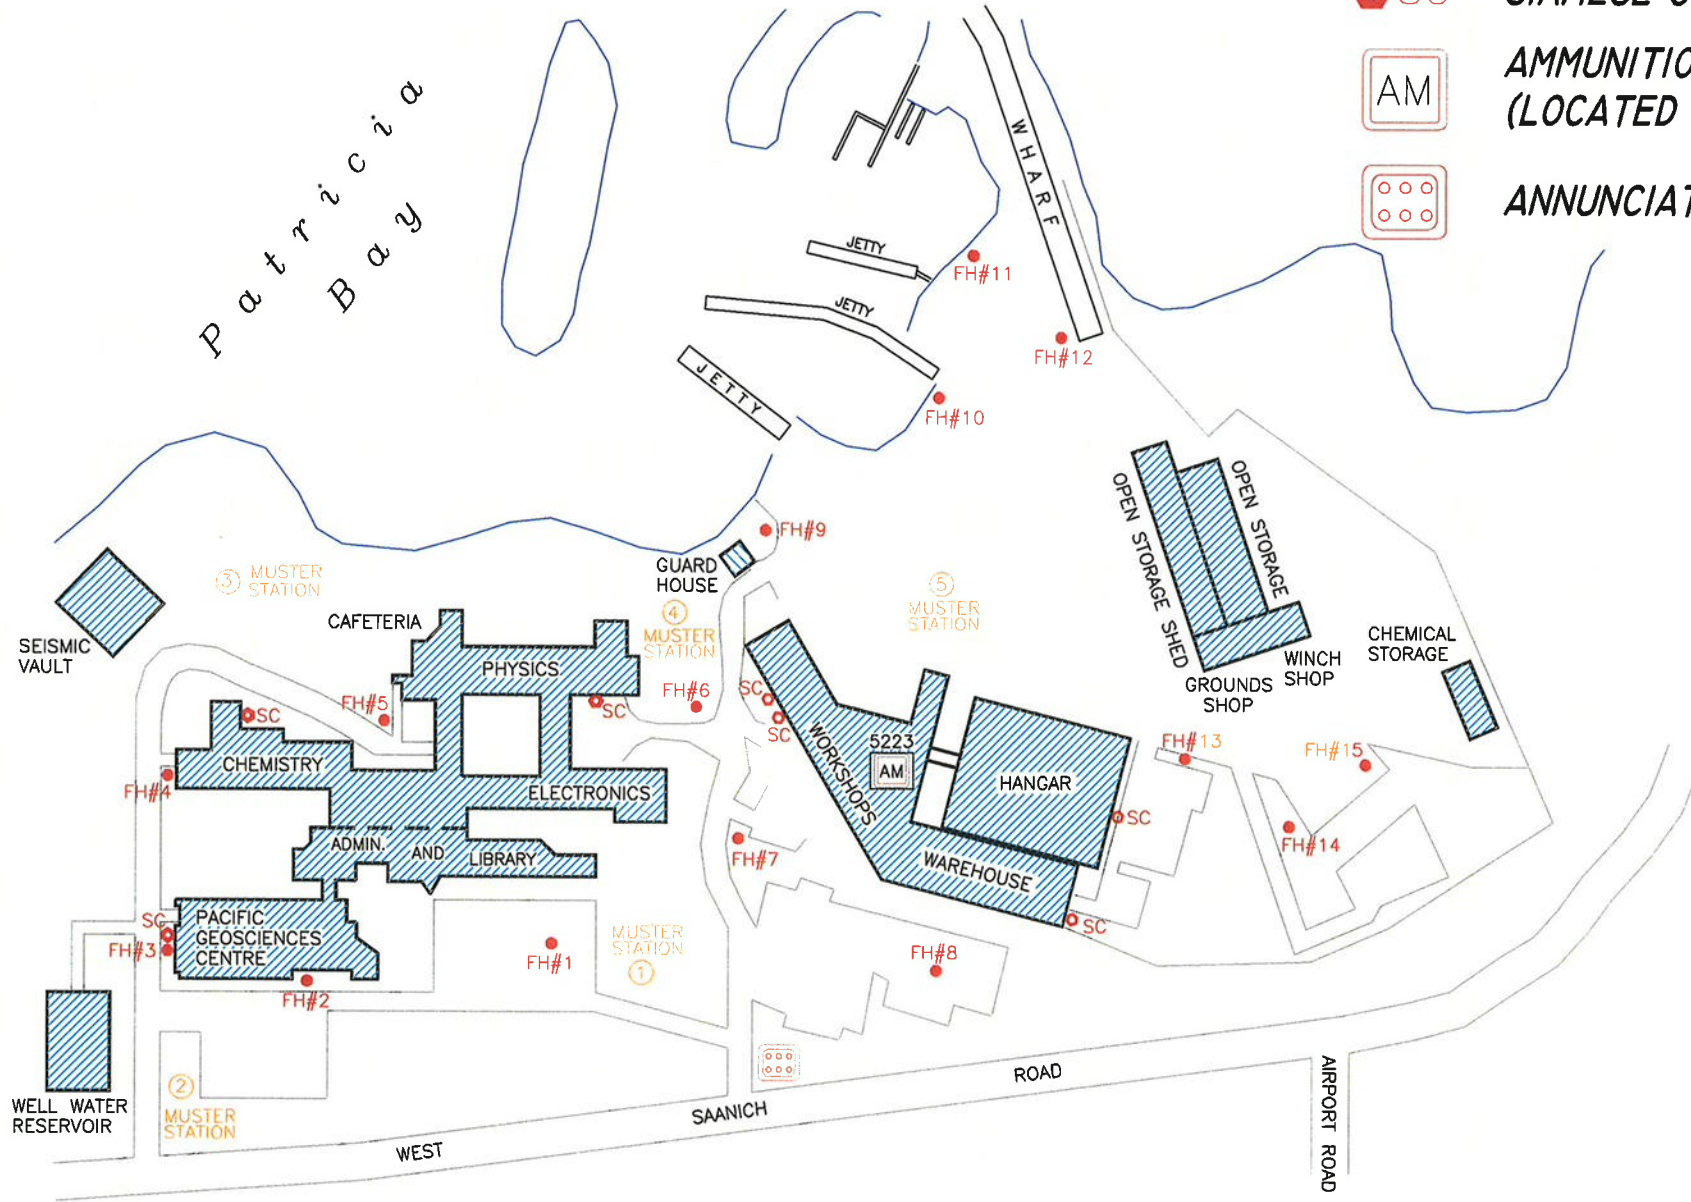 AM
(LOCATED
Patricia
Bay
WHARF
JETTY
FH#11
JETTY
FH#12
JETTY
FH#10
OPEN STORAGE
OPEN STORAGE SHED
FH#9
GUARD
HOUSE
3 MUSTER
STATION
5
MUSTER
STATION
4
MUSTER
STATION
CAFETERIA
SEISMIC
VAULT
CHEMICAL
STORAGE
WINCH
SHOP
GROUNDS
SHOP
PHYSICS
FH#5
FH#6
SC
SC
SC
SC
WORKSHOPS
5223
AM
HANGAR
FH#13
FH#15
CHEMISTRY
FH#4
ELECTRONICS
SC
ADMIN. AND LIBRARY
FH#7
FH#14
WAREHOUSE
SC
PACIFIC
GEOSCIENCES
CENTRE
SC
FH#3
MUSTER
STATION
1
FH#1
FH#8
FH#2
2
MUSTER
STATION
WELL WATER
RESERVOIR
WEST SAANICH ROAD
AIRPORT ROAD